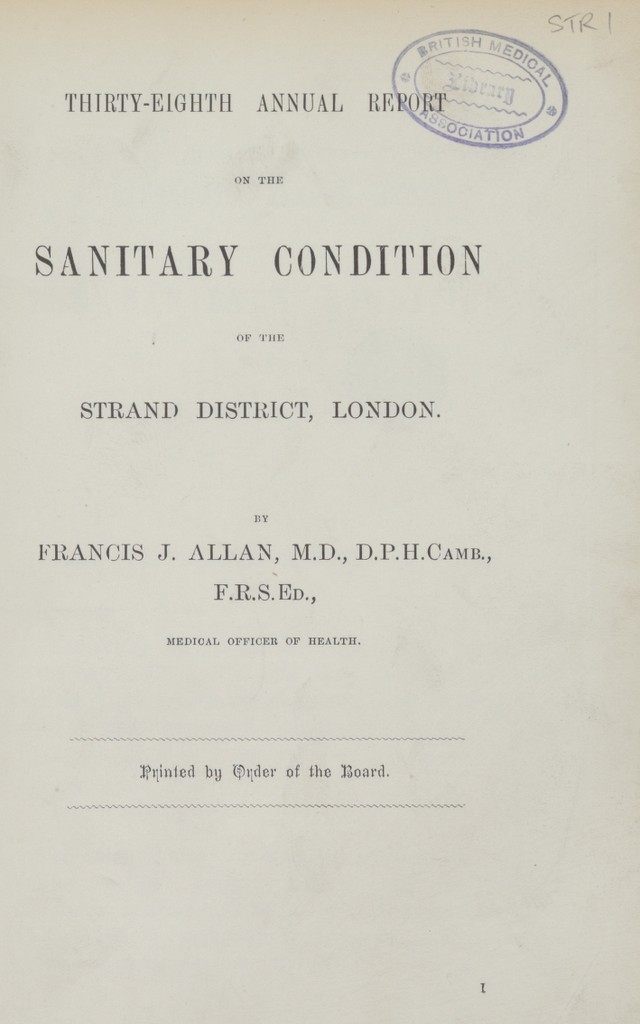 STR 1
BRITISH MEDICAL
Library
ASSOCIATION
THIRTY-EIGHTH ANNUAL REPORT
ON THE
SANITARY CONDITION
OF THE
STRAND DISTRICT, LONDON.
BY
FRANCIS J. ALLAN, M.D., D.P.H.CAMB.,
F.R.S.ED.,
MEDICAL OFFICER OF HEALTH.
Printed by Order of the Board.
I